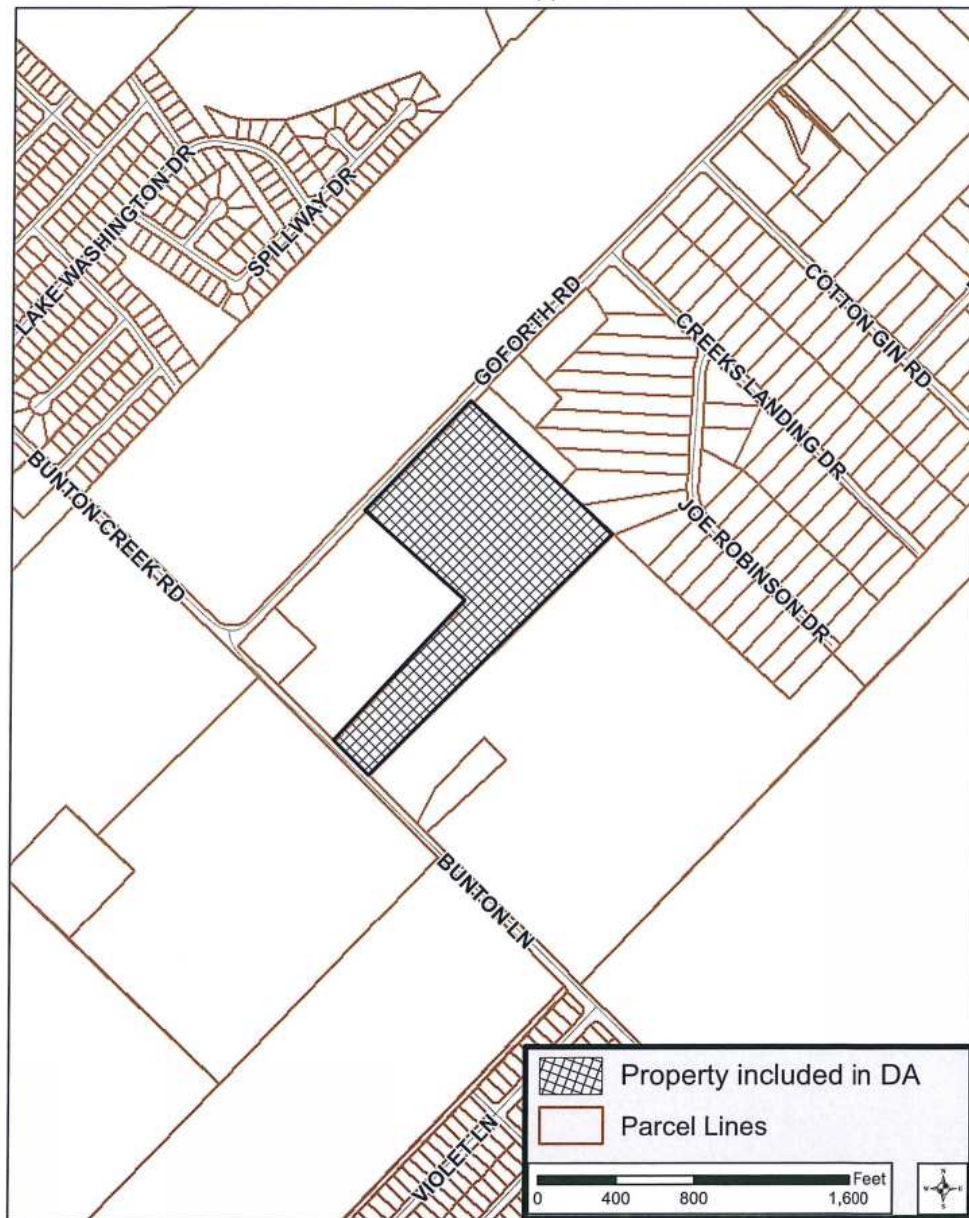 LAKE WASHINGTON DR
SPILLWAY DR
GOFORTH RD
COTTON GIN RD
CREEKS LANDING DR
BUNTON CREEK RD
JOE ROBINSON DR
BUNTON LN
VIOLET LN
Property included in DA
Parcel Lines
Feet
0 400 800 1,600
N
W E
S